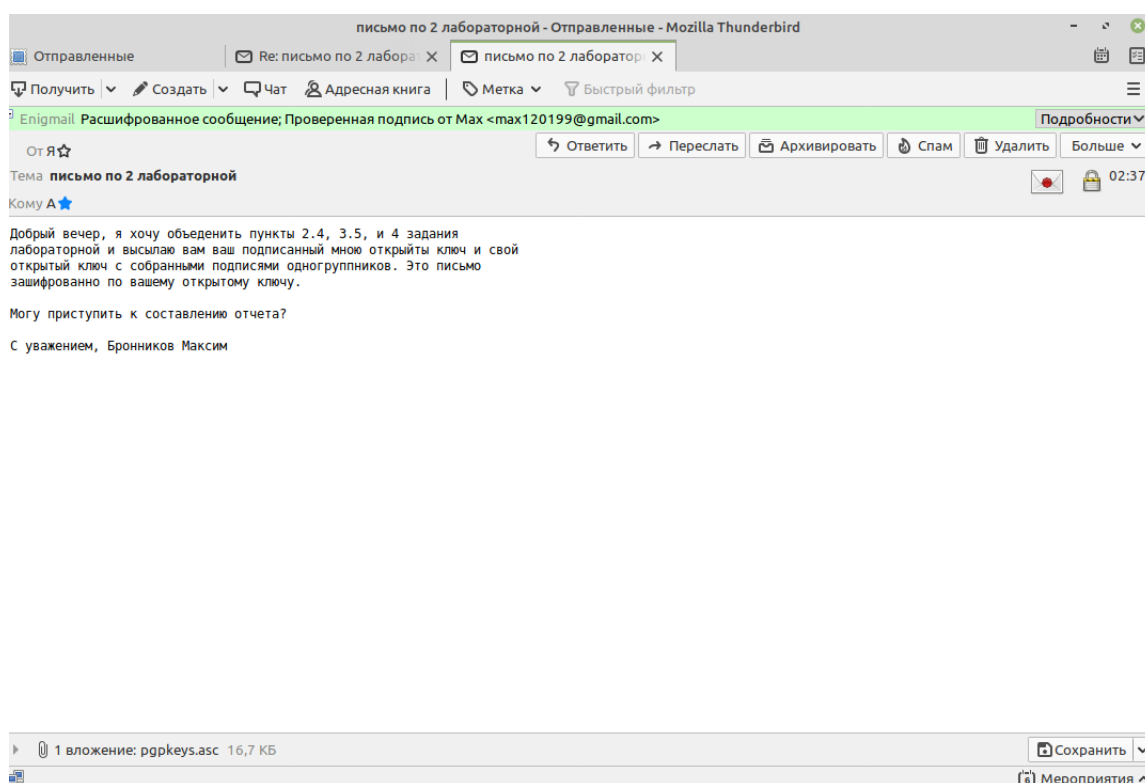 письмо по 2 лабораторной - Отправленные - Mozilla Thunderbird
Отправленные Re: письмо по 2 лаборат письмо по 2 лаборатор
Получить Создать Чат Адресная книга Метка Быстрый фильтр
Enigmail Расшифрованное сообщение; Проверенная подпись от Max <max120199@gmail.com> Подробности
От Я Ответить Переслать Архивировать Спам Удалить Больше
Тема письмо по 2 лабораторной 02:37
Кому А
Добрый вечер, я хочу объеденить пункты 2.4, 3.5, и 4 задания
лабораторной и высылаю вам ваш подписанный мною открыйты ключ и свой
открытый ключ с собранными подписями одногруппников. Это письмо
зашифрованно по вашему открытому ключу.
Могу приступить к составлению отчета?
С уважением, Бронников Максим
1 вложение: pgpkeys.asc 16,7 КБ Сохранить
6 Мероприятия